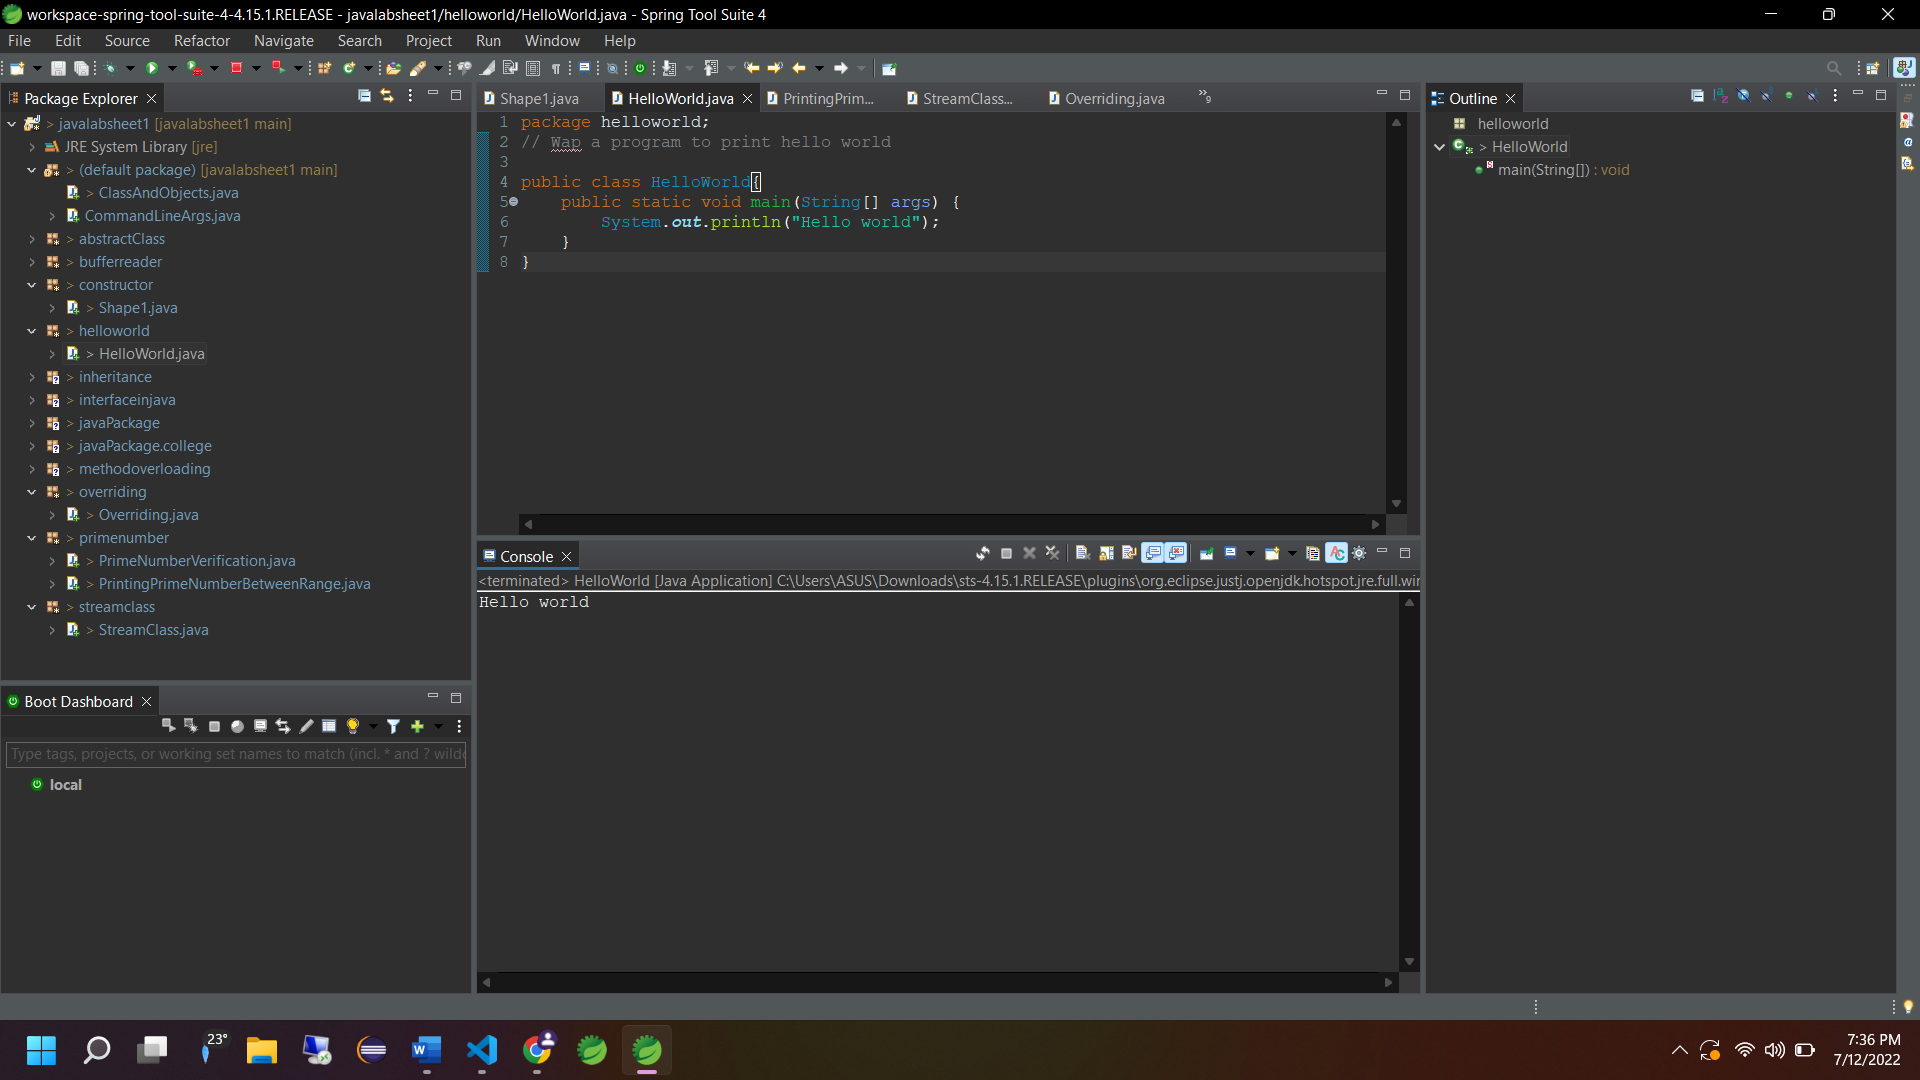 workspace-spring-tool-suite-4-4.15.1.RELEASE - javalabsheet1/helloworld/HelloWorld.java - Spring Tool Suite 4
File Edit Source Refactor Navigate Search Project Run Window Help
Package Explorer
> javalabsheet1 [javalabsheet1 main]
JRE System Library [jre]
> (default package) [javalabsheet1 main]
> ClassAndObjects.java
CommandLineArgs.java
> abstractClass
> bufferreader
> constructor
> Shape1.java
> helloworld
> HelloWorld.java
> inheritance
> interfaceinjava
> javaPackage
> javaPackage.college
> methodoverloading
> overriding
> Overriding.java
> primenumber
> PrimeNumberVerification.java
> PrintingPrimeNumberBetweenRange.java
> streamclass
> StreamClass.java
Boot Dashboard
Type tags, projects, or working set names to match (incl. * and ? wildc
local
Shape1.java HelloWorld.java PrintingPrim... StreamClass... Overriding.java »9
1 package helloworld;
2 // Wap a program to print hello world
3
4 public class HelloWorld{
5 public static void main(String[] args) {
6 System.out.println("Hello world");
7 }
8 }
Console
<terminated> HelloWorld [Java Application] C:\Users\ASUS\Downloads\sts-4.15.1.RELEASE\plugins\org.eclipse.justj.openjdk.hotspot.jre.full.wir
Hello world
Outline
helloworld
> HelloWorld
main(String[]) : void
23°
7:36 PM
7/12/2022